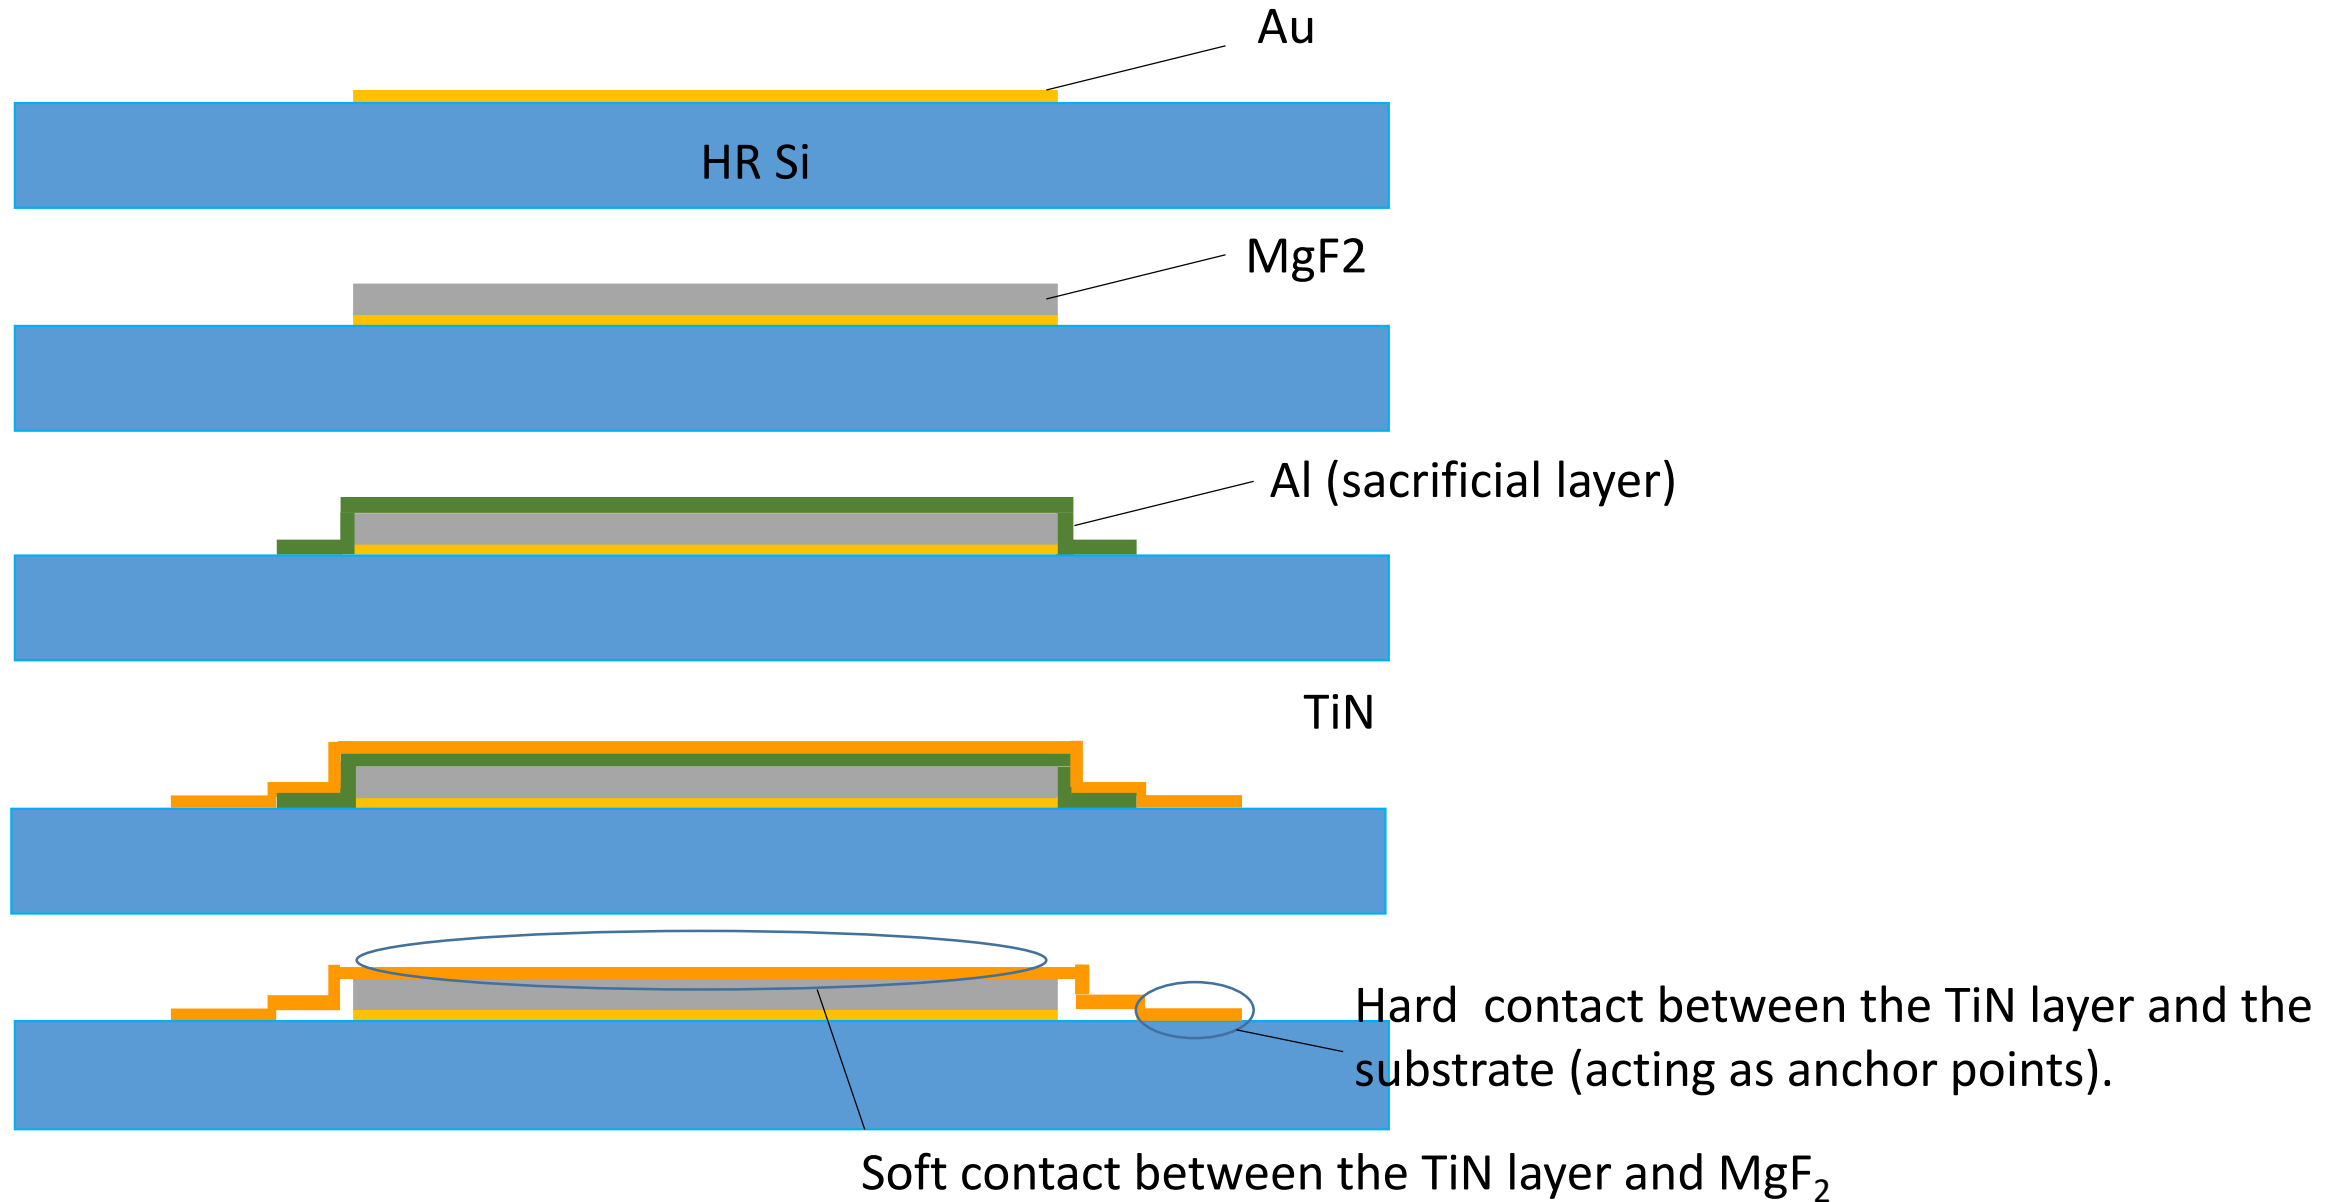 Au
HR Si
MgF2
Al (sacrificial layer)
TiN
Hard  contact between the TiN layer and the
substrate (acting as anchor points).
Soft contact between the TiN layer and MgF₂